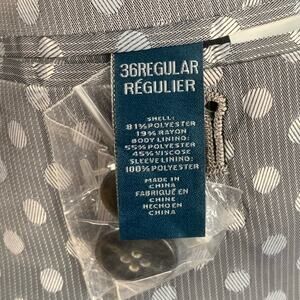 36REGULAR
RÉGULIER
SHELL:
81%POLYESTER
19% RAYON
BODY LINING:
55%POLYESTER
45% VISCOSE
SLEEVE LINING:
100%POLYESTER
MADE IN
CHINA
FABRIQUÉ EN
CHINE
HECHO EN
CHINA